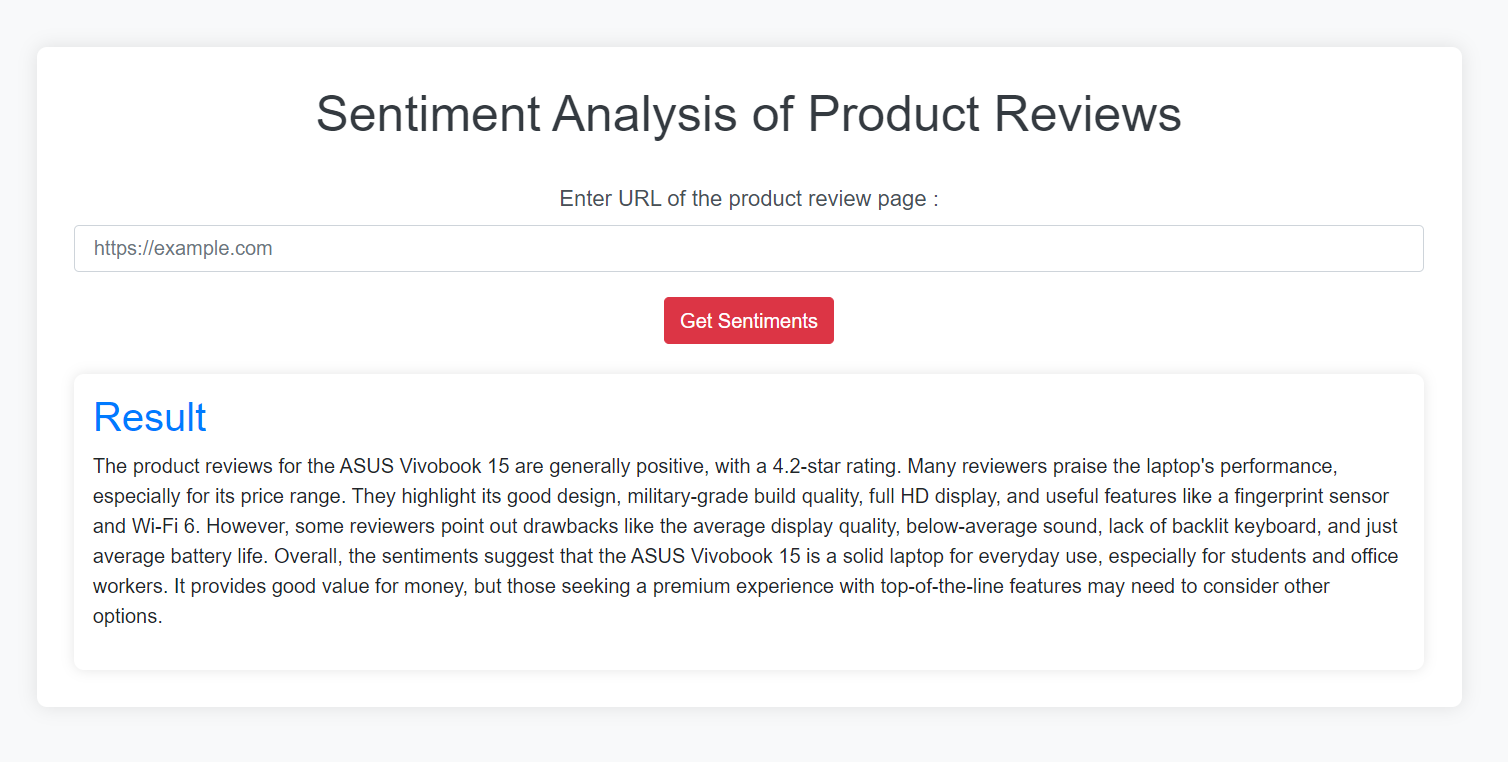 Sentiment Analysis of Product Reviews
Enter URL of the product review page :
https://example.com
Get Sentiments
Result
The product reviews for the ASUS Vivobook 15 are generally positive, with a 4.2-star rating. Many reviewers praise the laptop's performance,
especially for its price range. They highlight its good design, military-grade build quality, full HD display, and useful features like a fingerprint sensor
and Wi-Fi 6. However, some reviewers point out drawbacks like the average display quality, below-average sound, lack of backlit keyboard, and just
average battery life. Overall, the sentiments suggest that the ASUS Vivobook 15 is a solid laptop for everyday use, especially for students and office
workers. It provides good value for money, but those seeking a premium experience with top-of-the-line features may need to consider other
options.